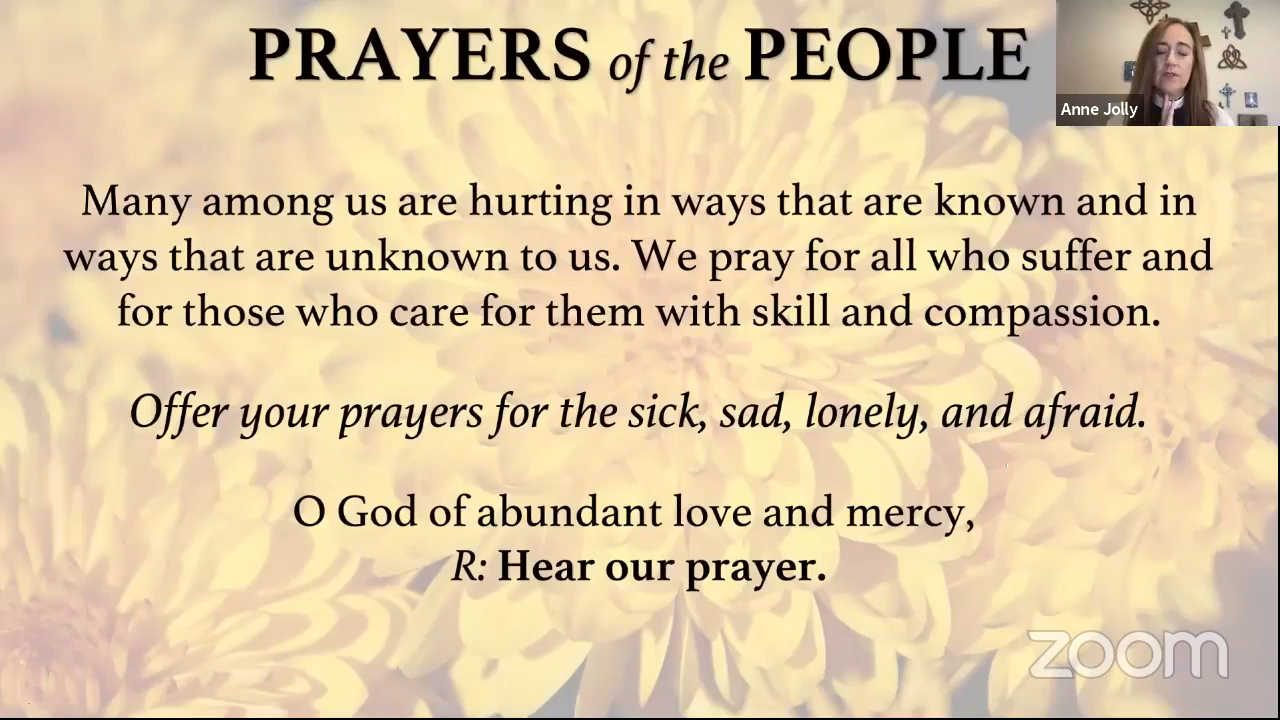 PRAYERS of the PEOPLE
Anne Jolly
Many among us are hurting in ways that are known and in
ways that are unknown to us. We pray for all who suffer and
for those who care for them with skill and compassion.
Offer your prayers for the sick, sad, lonely, and afraid.
O God of abundant love and mercy,
R: Hear our prayer.
zoom